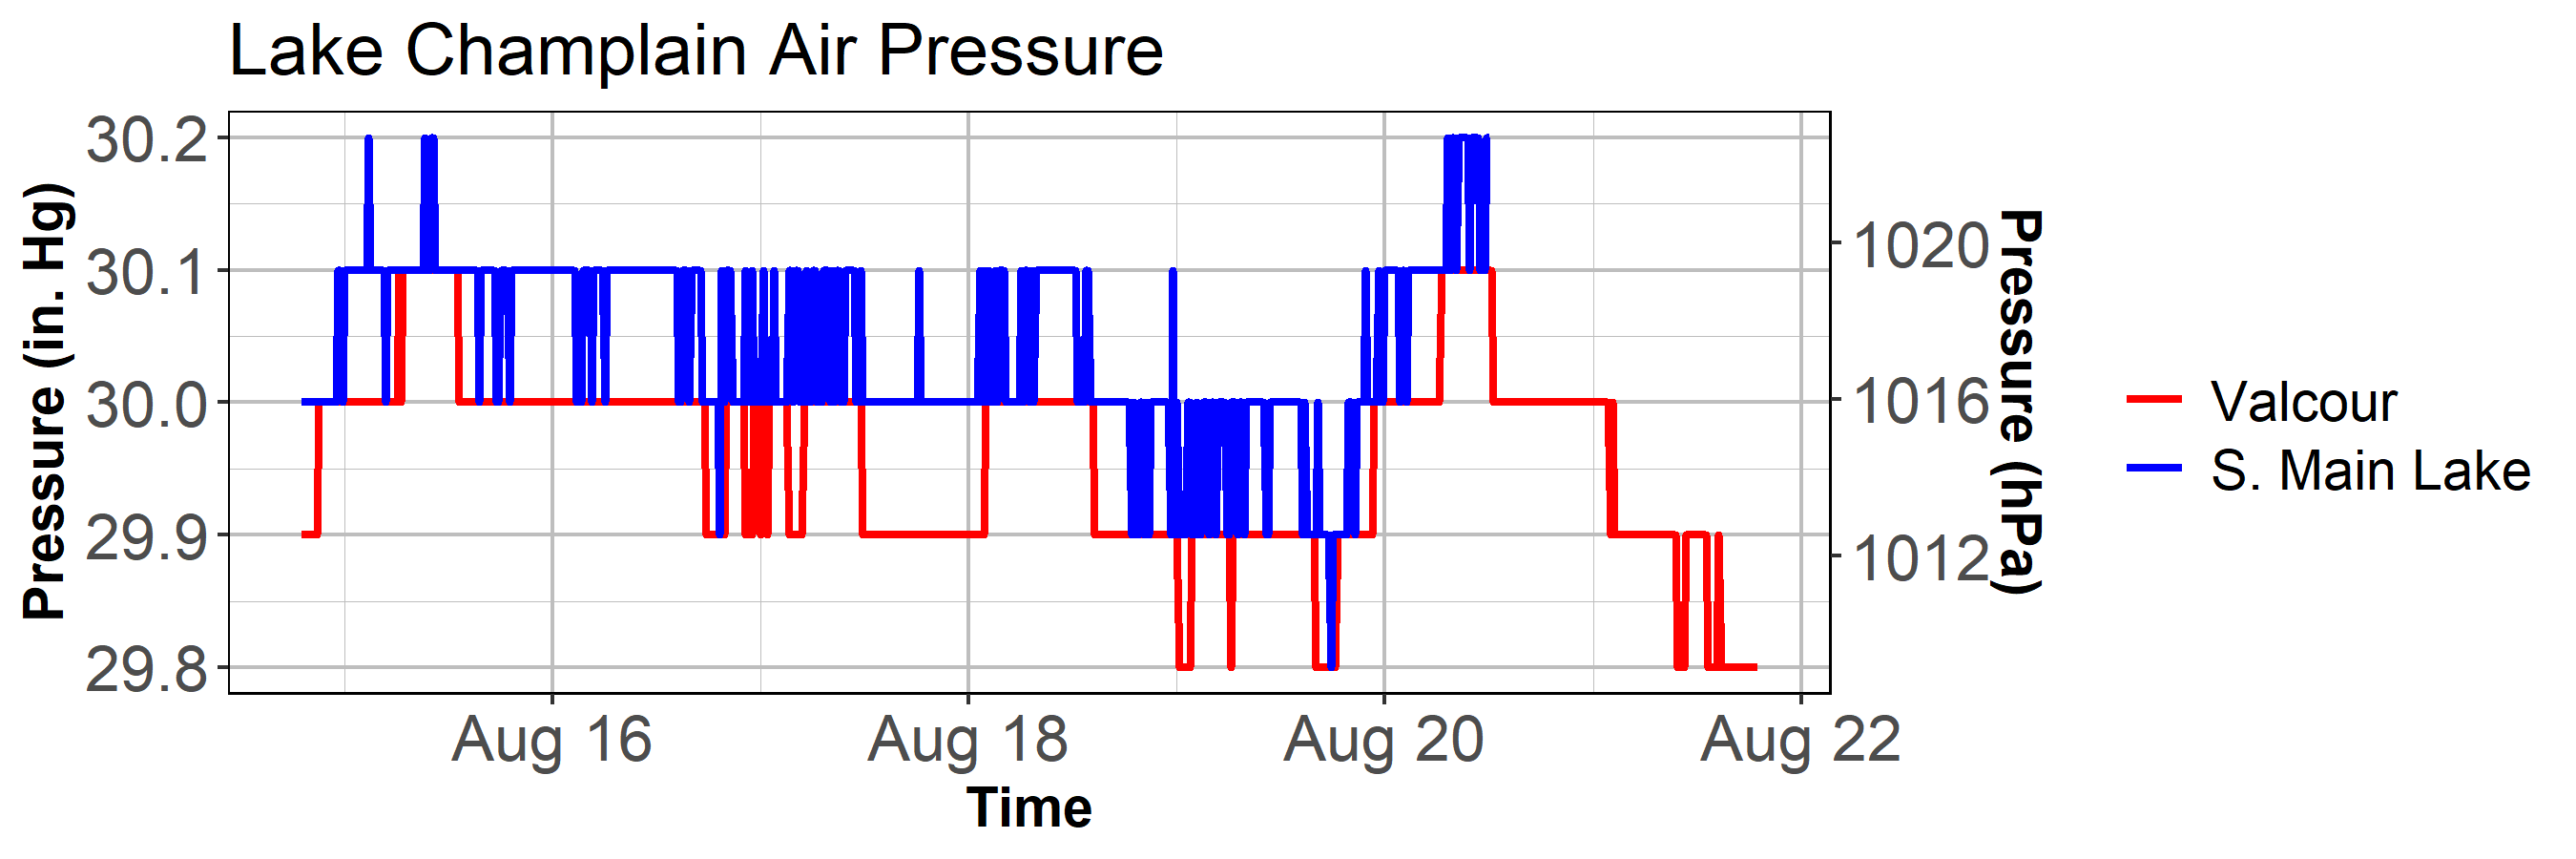 Lake Champlain Air Pressure
Pressure (in. Hg)
30.2
30.1
30.0
29.9
29.8
1020
1016
1012
Pressure (hPa)
Valcour
S. Main Lake
Aug 16
Aug 18
Aug 20
Aug 22
Time